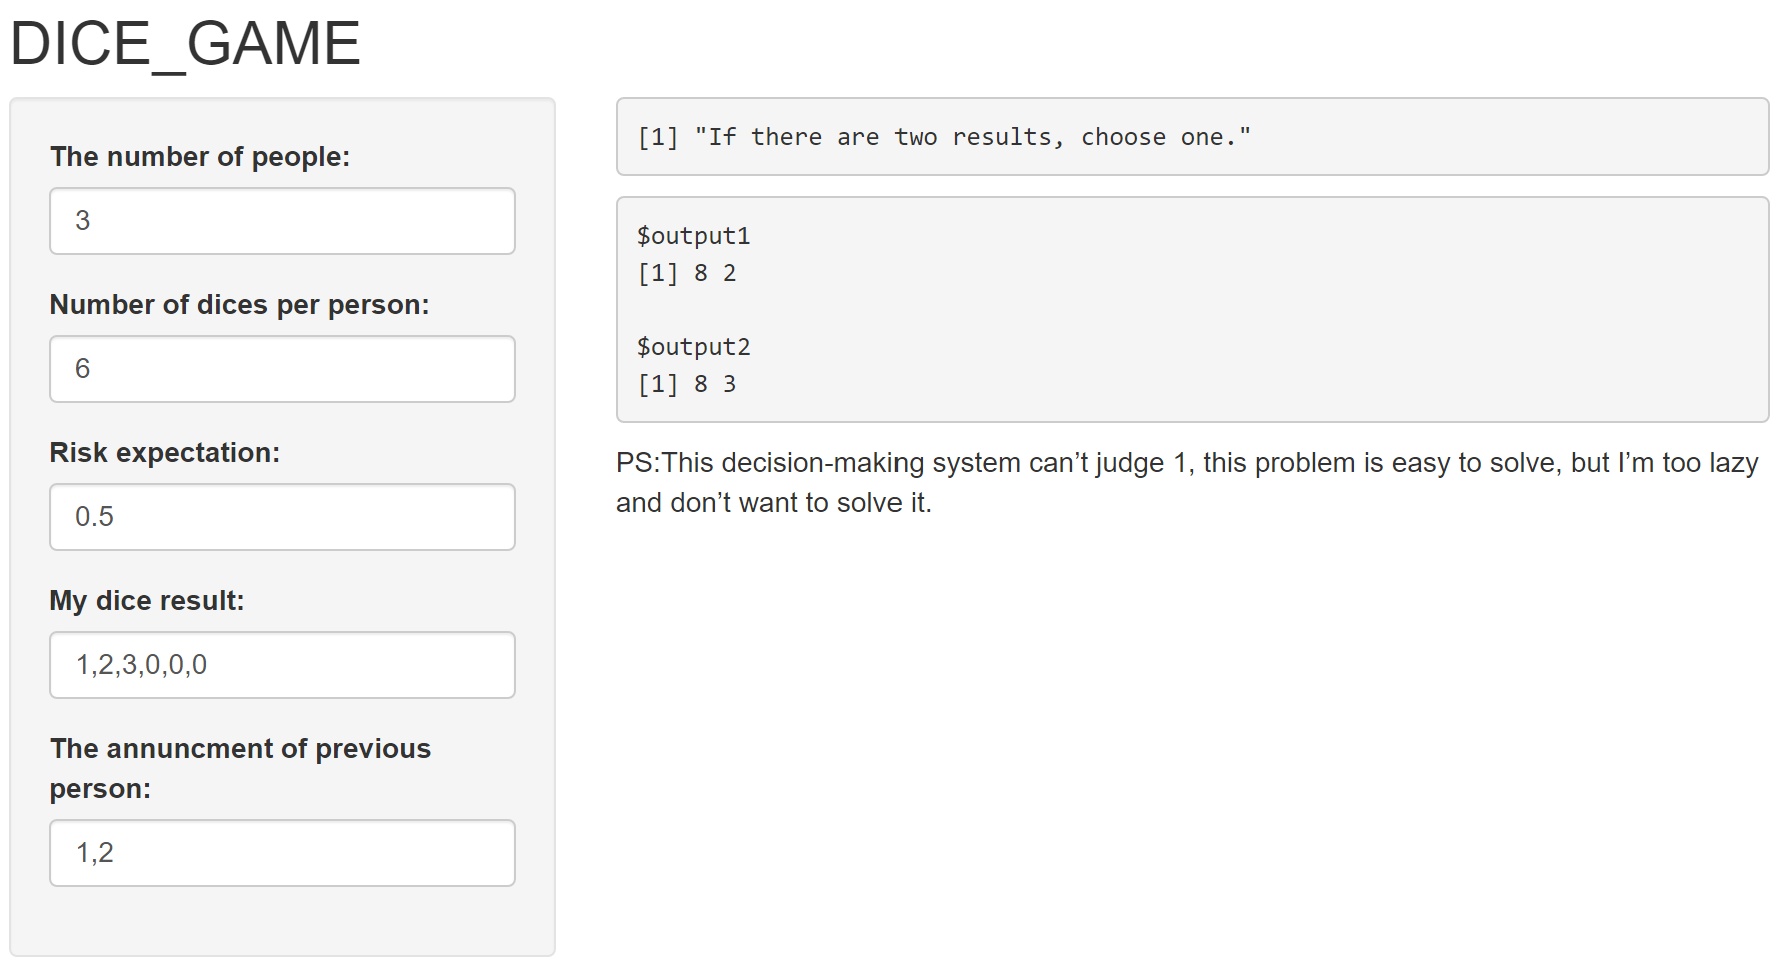 DICE_GAME
The number of people:
3
Number of dices per person:
6
Risk expectation:
0.5
My dice result:
1,2,3,0,0,0
The annuncment of previous
person:
1,2
[1] "If there are two results, choose one."
$output1
[1] 8 2
$output2
[1] 8 3
PS:This decision-making system can’t judge 1, this problem is easy to solve, but I’m too lazy
and don’t want to solve it.